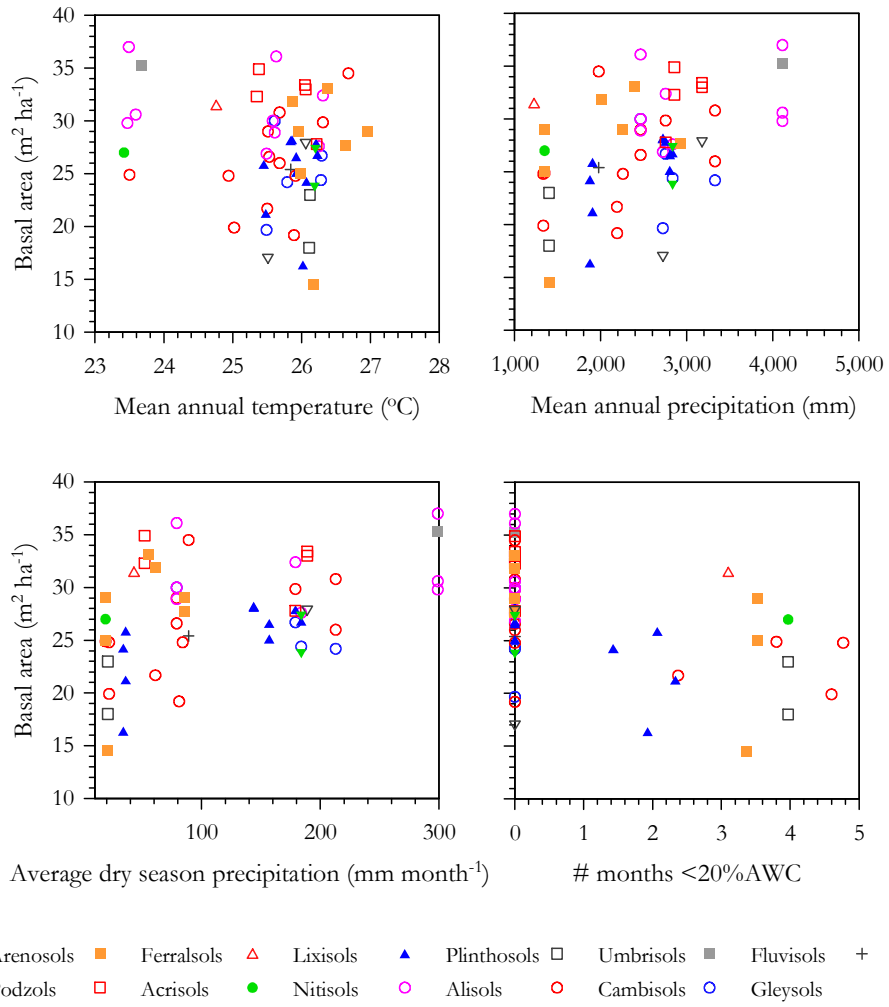 40
35
30
25
20
15
10
Basal area (m² ha⁻¹)
23 24 25 26 27 28
1,000 2,000 3,000 4,000 5,000
Mean annual temperature (°C)
Mean annual precipitation (mm)
40
35
30
25
20
15
10
Basal area (m² ha⁻¹)
100 200 300
0 1 2 3 4 5
Average dry season precipitation (mm month⁻¹)
# months <20%AWC
renosols Ferralsols Lixisols Plinthosols Umbrisols Fluvisols
odzols Acrisols Nitisols Alisols Cambisols Gleysols